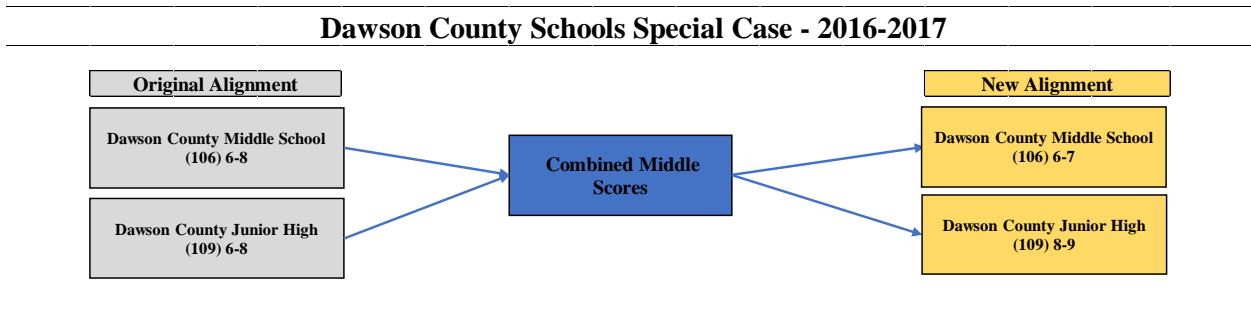 Dawson County Schools Special Case - 2016-2017
Original Alignment
New Alignment
Dawson County Middle School
(106) 6-8
Dawson County Junior High
(109) 6-8
Combined Middle
Scores
Dawson County Middle School
(106) 6-7
Dawson County Junior High
(109) 8-9